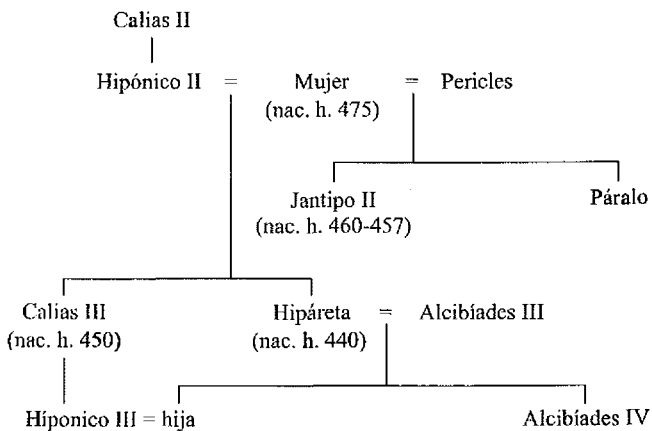 Calias II
Hipónico II = Mujer = Pericles
(nac. h. 475)
Jantipo II Páralo
(nac. h. 460-457)
Calias III Hipáreta = Alcibíades III
(nac. h. 450) (nac. h. 440)
Híponico III = hija Alcibíades IV